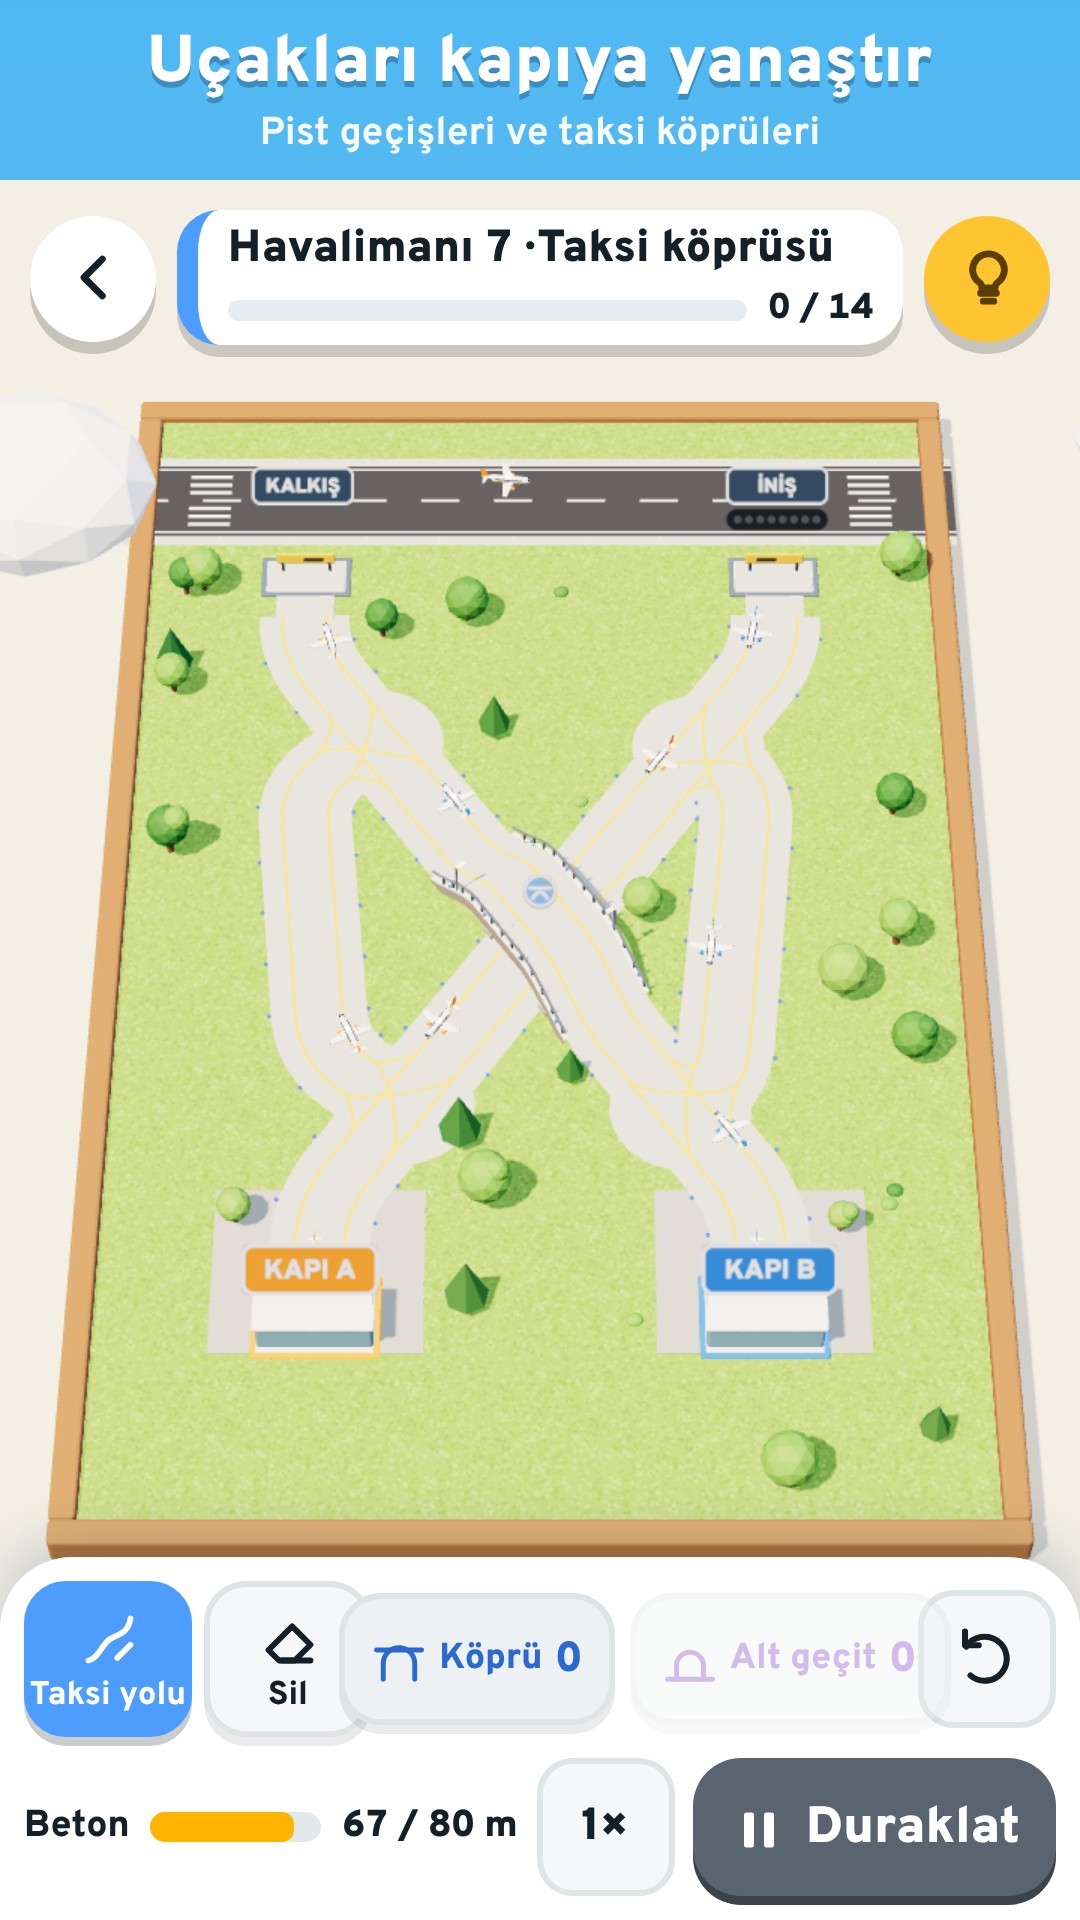 Uçakları kapıya yanaştır
Pist geçişleri ve taksi köprüleri
Havalimanı 7 ·Taksi köprüsü
0 / 14
KALKIŞ
İNİŞ
KAPI A
KAPI B
Taksi yolu
Sil
Köprü 0
Alt geçit 0
Beton
67 / 80 m
1×
Duraklat